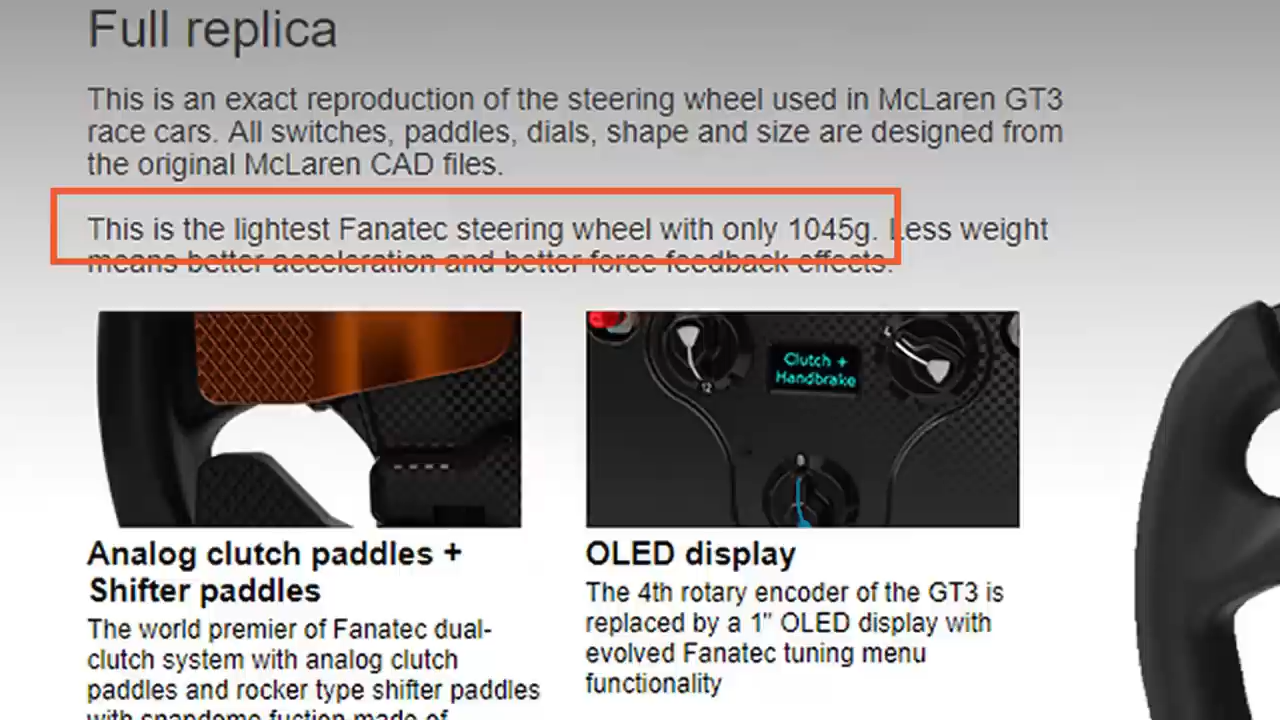 Full replica
This is an exact reproduction of the steering wheel used in McLaren GT3
race cars. All switches, paddles, dials, shape and size are designed from
the original McLaren CAD files.
This is the lightest Fanatec steering wheel with only 1045g. Less weight
means better acceleration and better force feedback effects.
Clutch +
Handbrake
Analog clutch paddles +
Shifter paddles
The world premier of Fanatec dual-
clutch system with analog clutch
paddles and rocker type shifter paddles
with snapdome fuction made of
OLED display
The 4th rotary encoder of the GT3 is
replaced by a 1" OLED display with
evolved Fanatec tuning menu
functionality